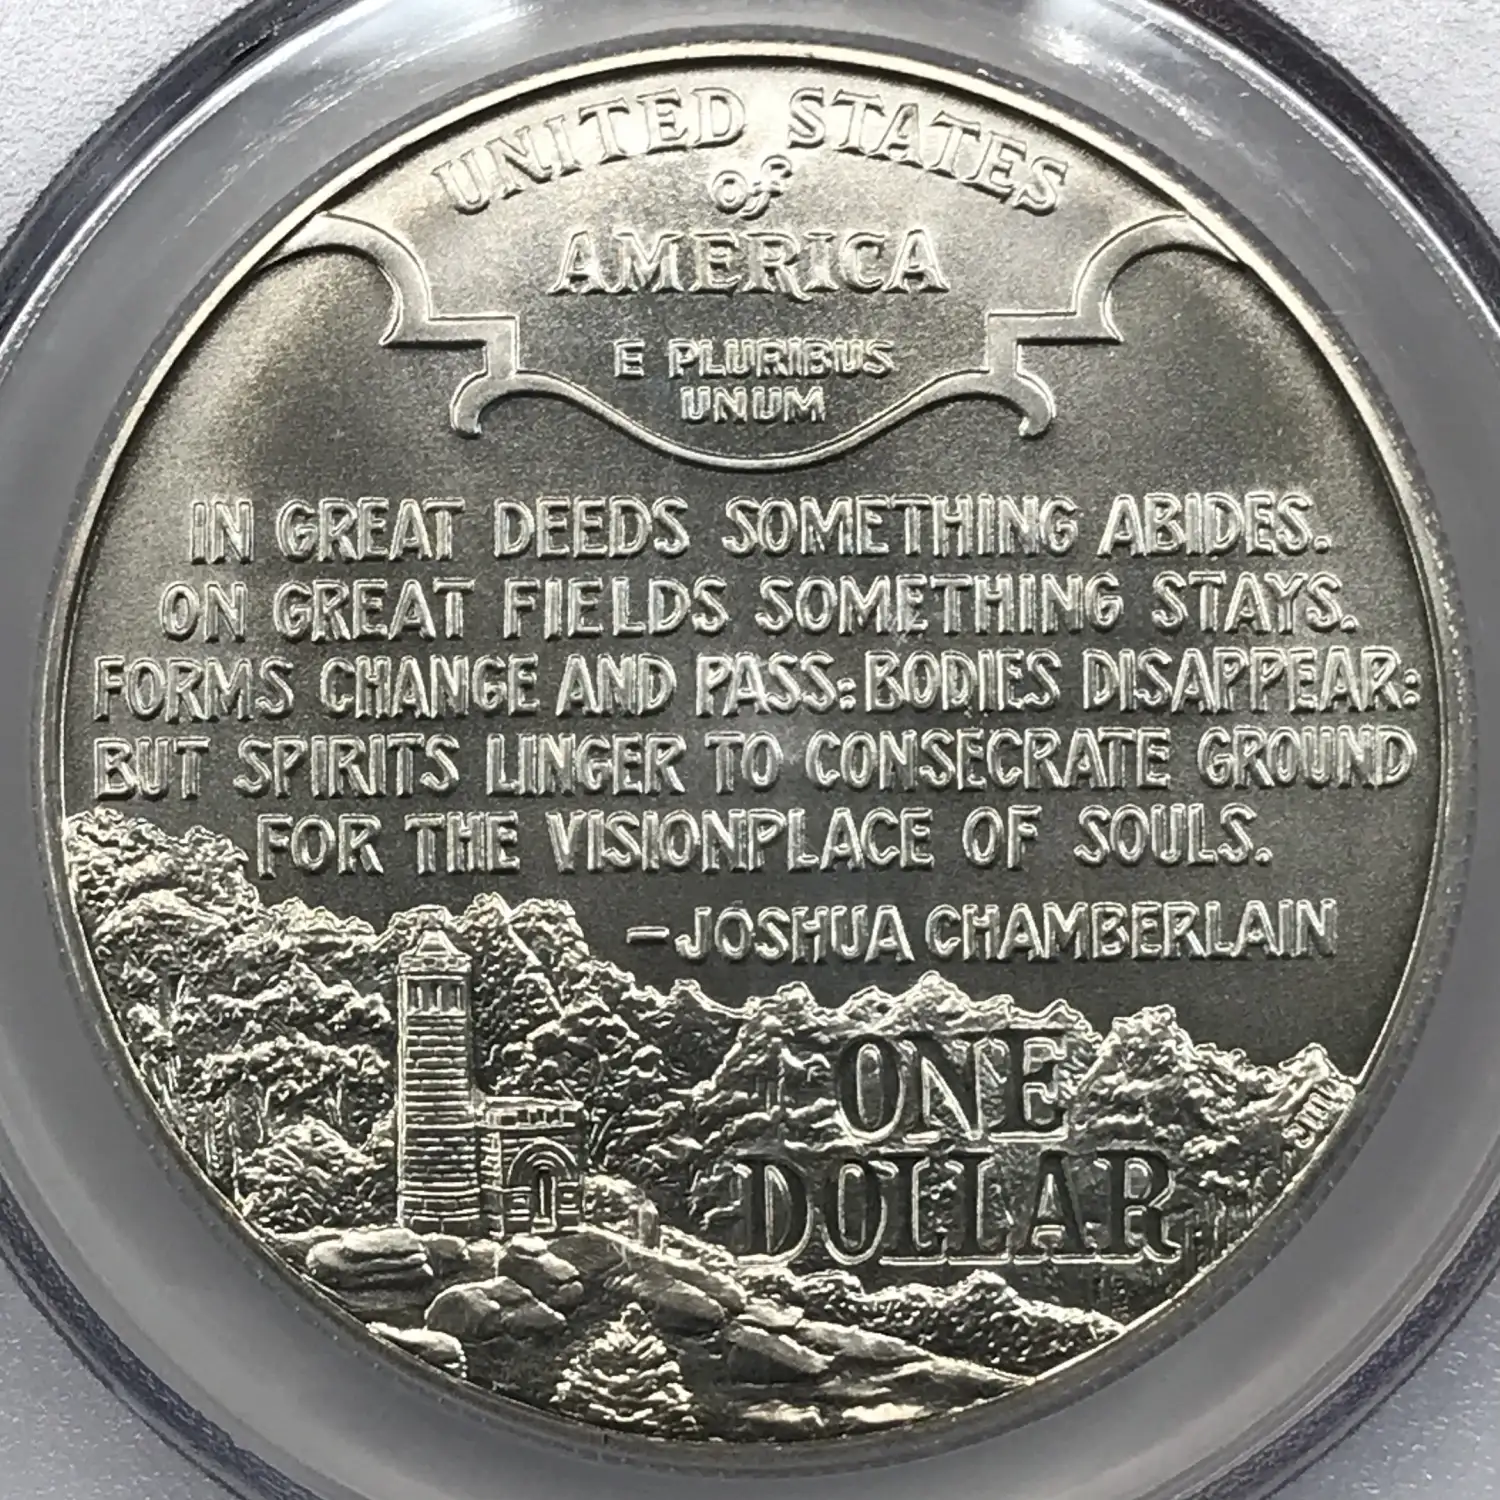 UNITED STATES
of
AMERICA
E PLURIBUS
UNUM
IN GREAT DEEDS SOMETHING ABIDES.
ON GREAT FIELDS SOMETHING STAYS.
FORMS CHANGE AND PASS: BODIES DISAPPEAR:
BUT SPIRITS LINGER TO CONSECRATE GROUND
FOR THE VISIONPLACE OF SOULS.
-JOSHUA CHAMBERLAIN
ONE
DOLLAR